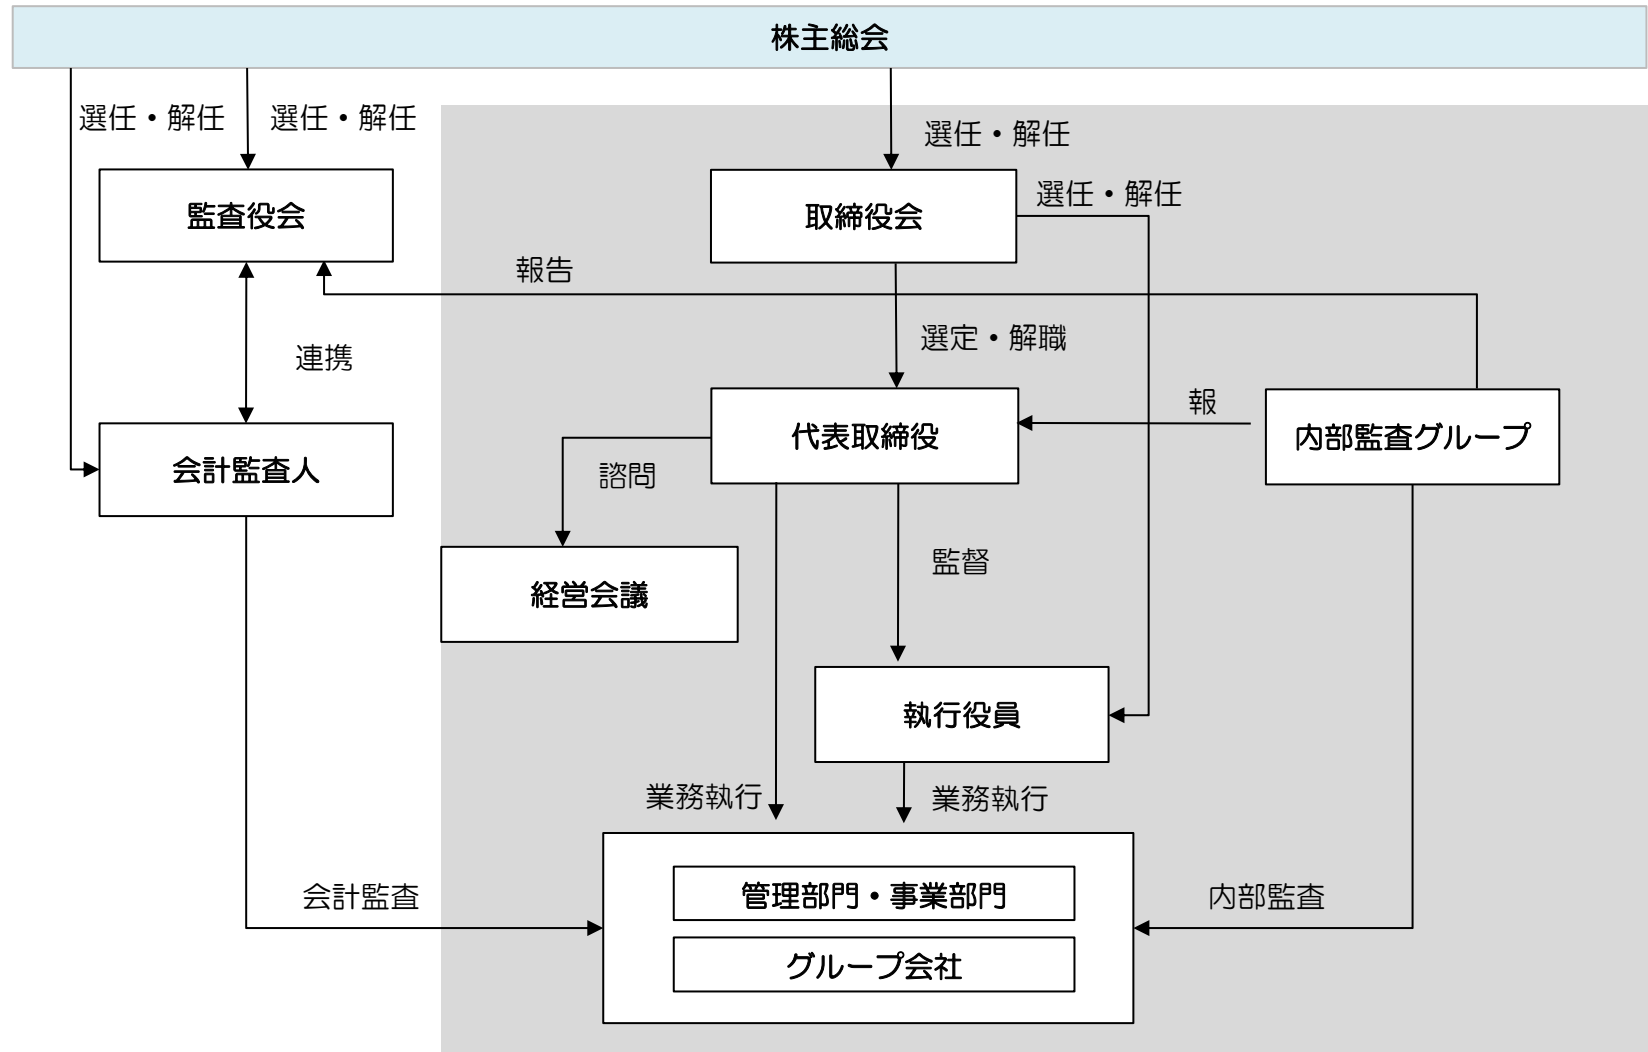 株主総会
選任・解任
選任・解任
選任・解任
監査役会
取締役会
選任・解任
報告
選定・解職
連携
報
代表取締役
内部監査グループ
会計監査人
諮問
監督
経営会議
執行役員
業務執行
業務執行
管理部門・事業部門
会計監査
内部監査
グループ会社